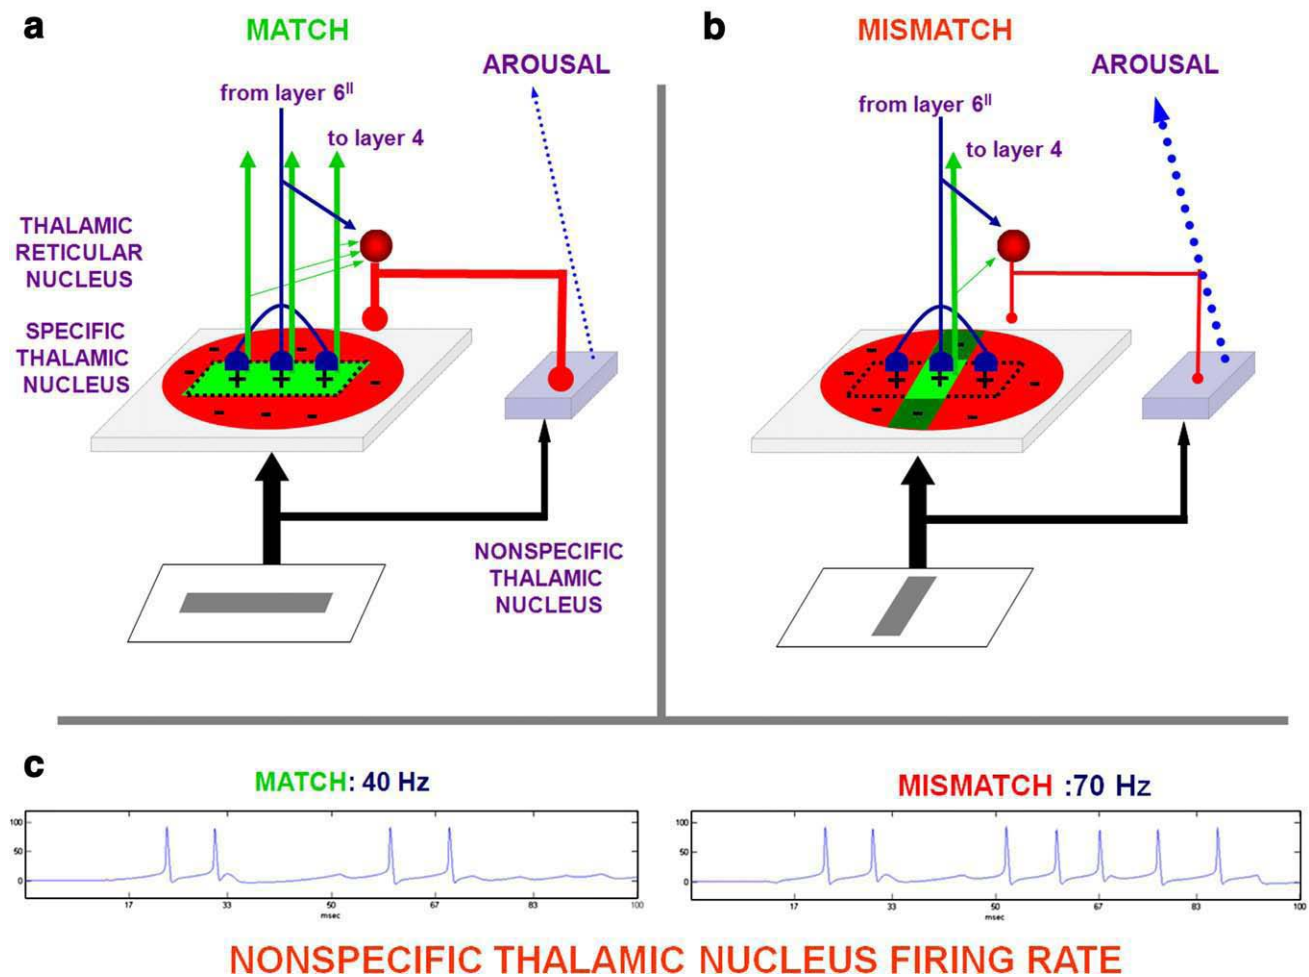 a
MATCH
AROUSAL
from layer 6II
to layer 4
THALAMIC
RETICULAR
NUCLEUS
SPECIFIC
THALAMIC
NUCLEUS
- - - - - - -
+ + +
NONSPECIFIC
THALAMIC
NUCLEUS
b
MISMATCH
AROUSAL
from layer 6II
to layer 4
- - - - - -
+ + +
c
MATCH: 40 Hz
100
50
0
17 33 50 67 83 100
msec
MISMATCH :70 Hz
100
50
0
17 33 50 67 83 100
msec
NONSPECIFIC THALAMIC NUCLEUS FIRING RATE